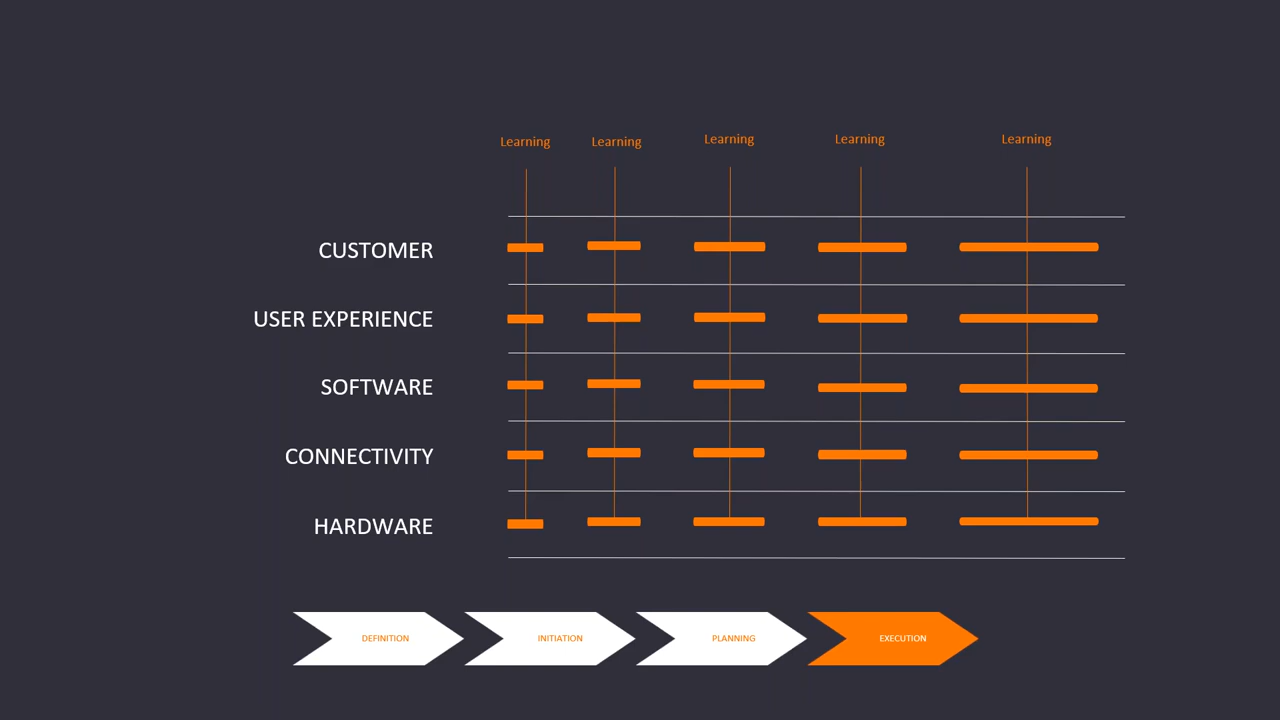 Learning Learning Learning Learning Learning
CUSTOMER
USER EXPERIENCE
SOFTWARE
CONNECTIVITY
HARDWARE
DEFINITION INITIATION PLANNING EXECUTION